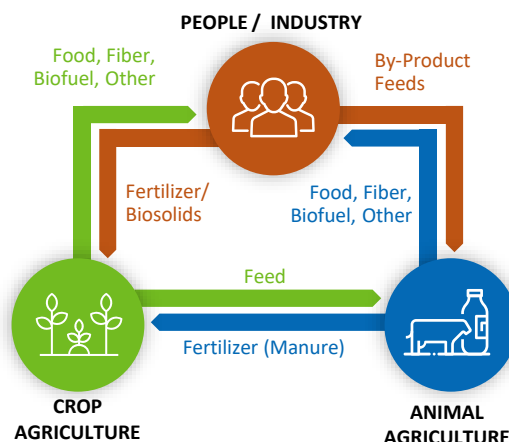 PEOPLE / INDUSTRY
Food, Fiber,
Biofuel, Other
By-Product
Feeds
Fertilizer/
Biosolids
Food, Fiber,
Biofuel, Other
Feed
Fertilizer (Manure)
CROP
AGRICULTURE
ANIMAL
AGRICULTURE